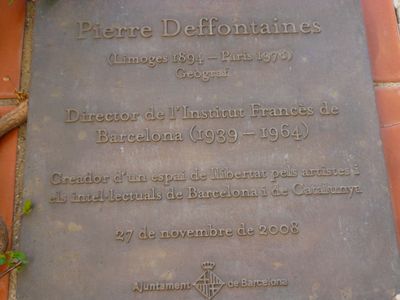 Pierre Deffontaines
(Limoges 1894 – París 1978)
Geògraf
Director de l'Institut Francès de
Barcelona (1939 – 1964)
Creador d'un espai de llibertat pels artistes i
els intel·lectuals de Barcelona i de Catalunya
27 de novembre de 2008
Ajuntament de Barcelona